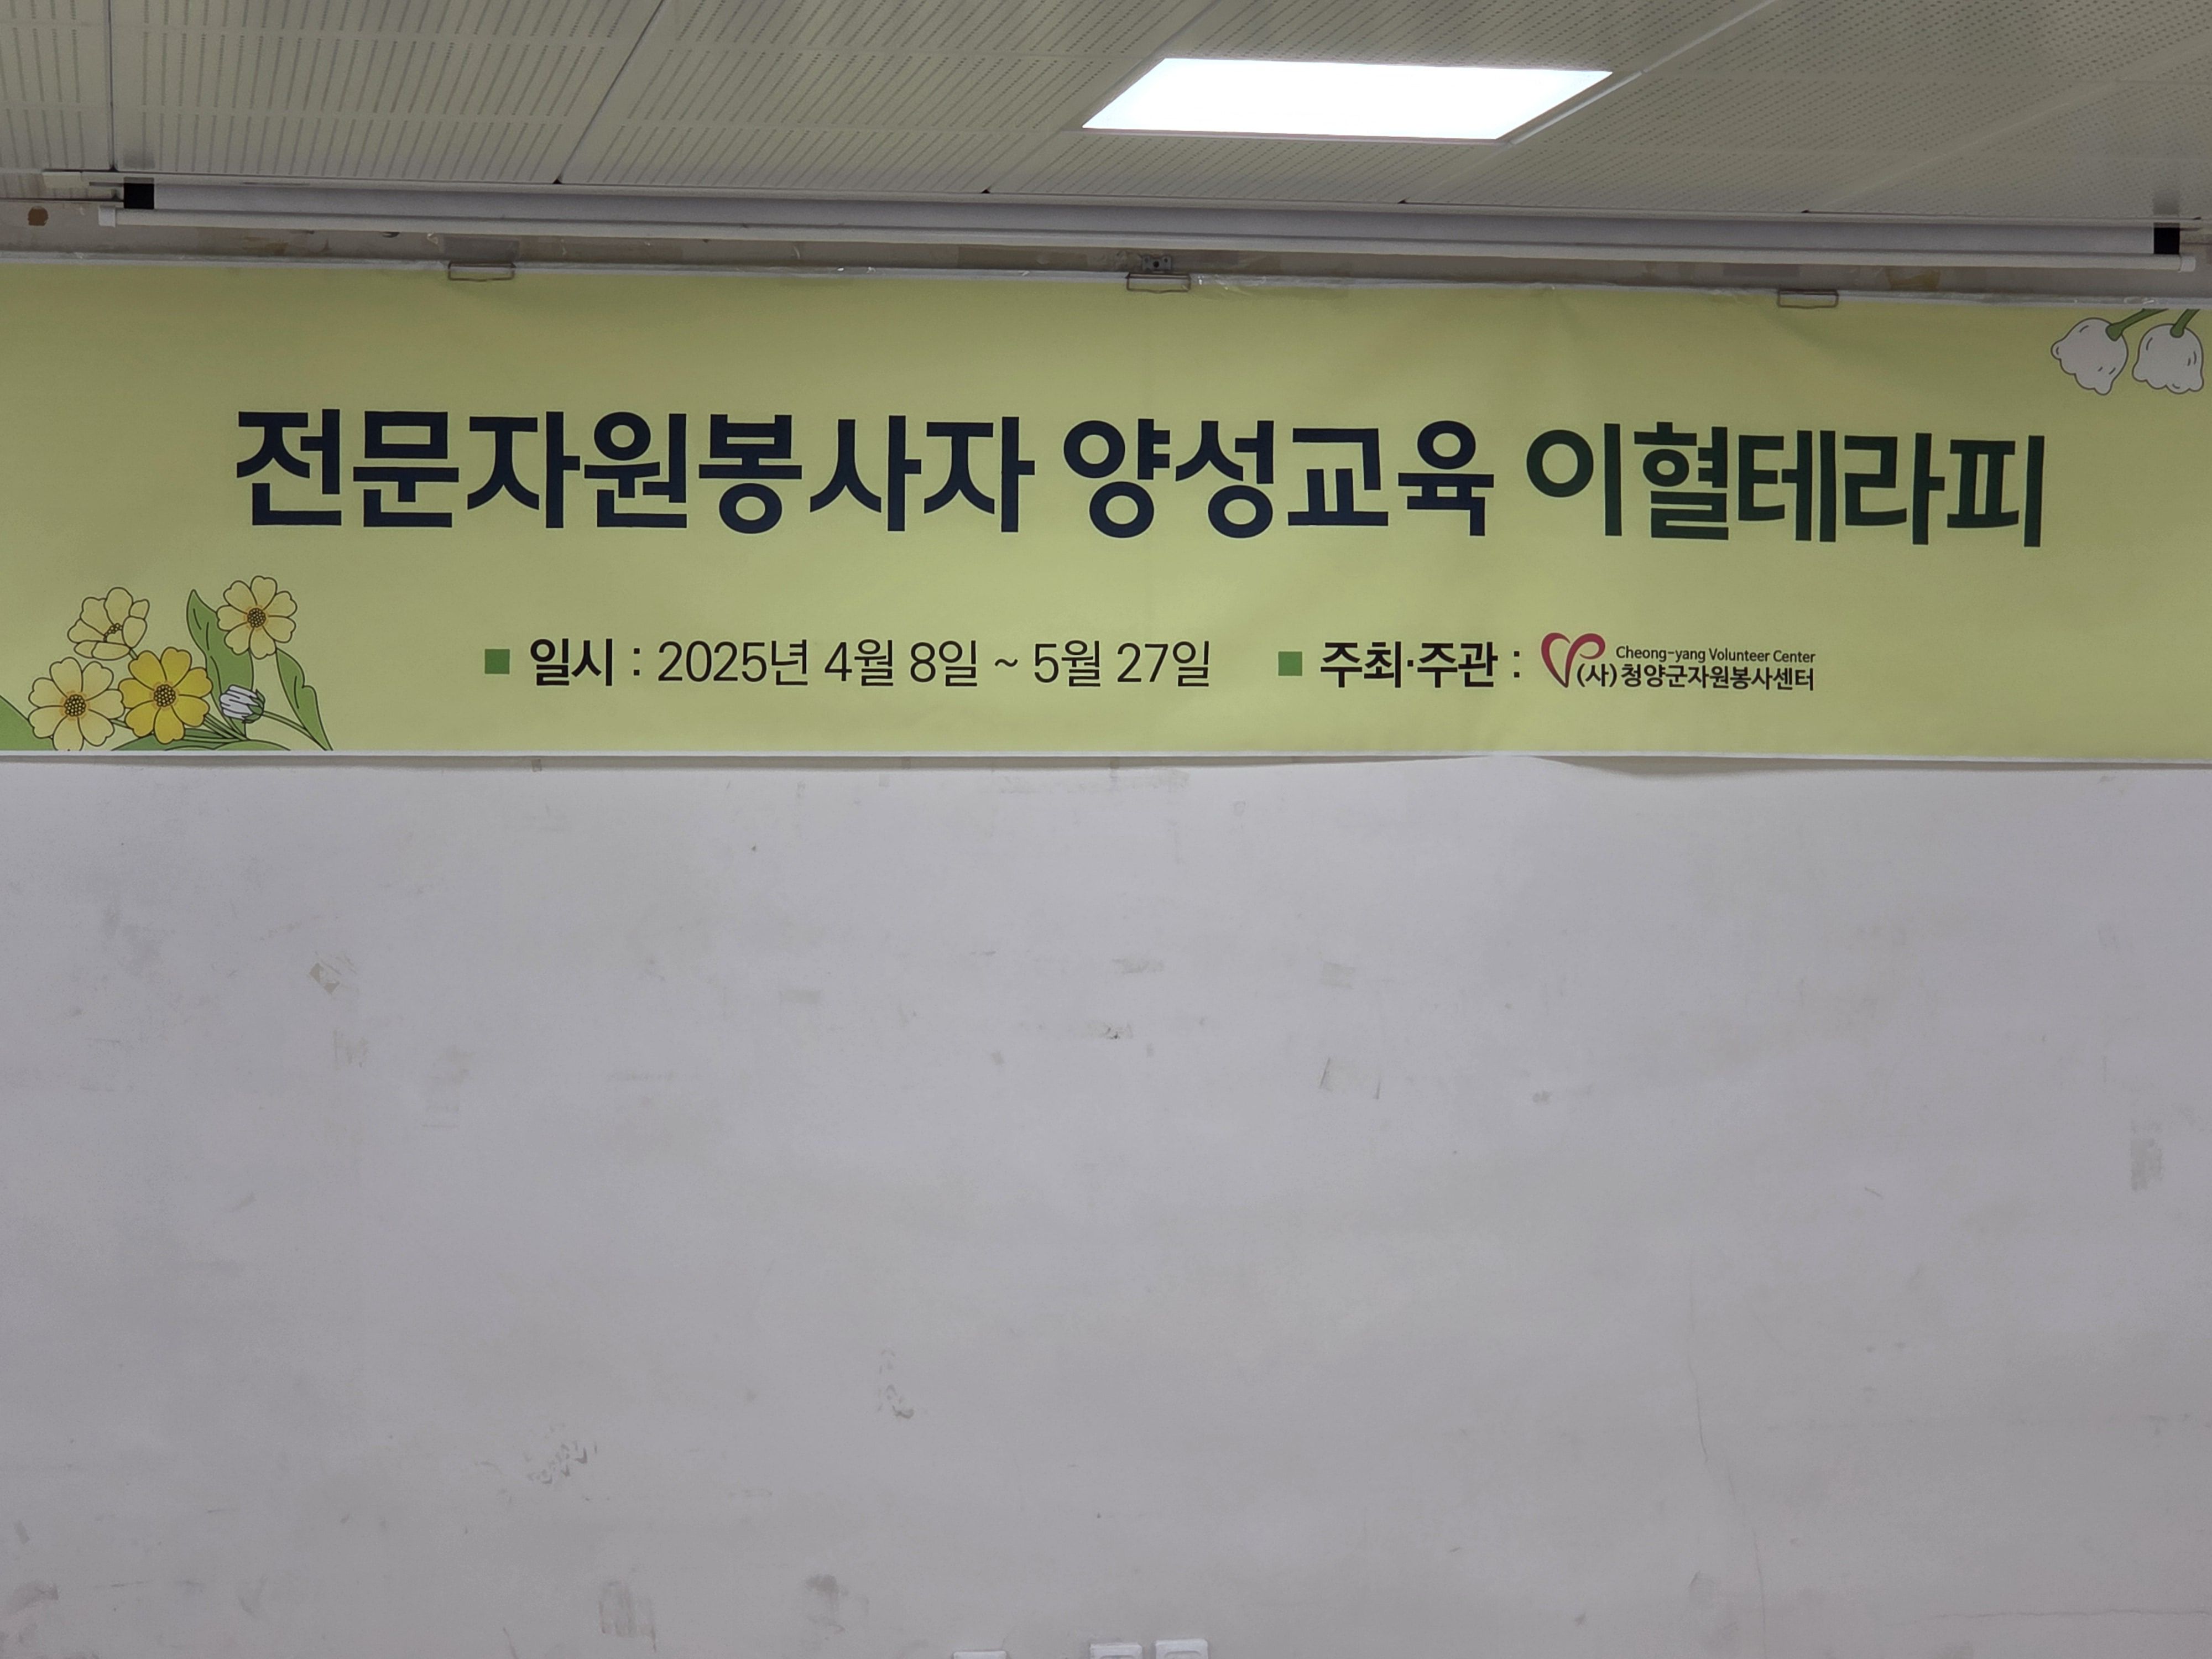 전문자원봉사자 양성교육 이혈테라피
■ 일시 : 2025년 4월 8일 ~ 5월 27일 ■ 주최·주관 : Cheong-yang Volunteer Center
(사)청양군자원봉사센터